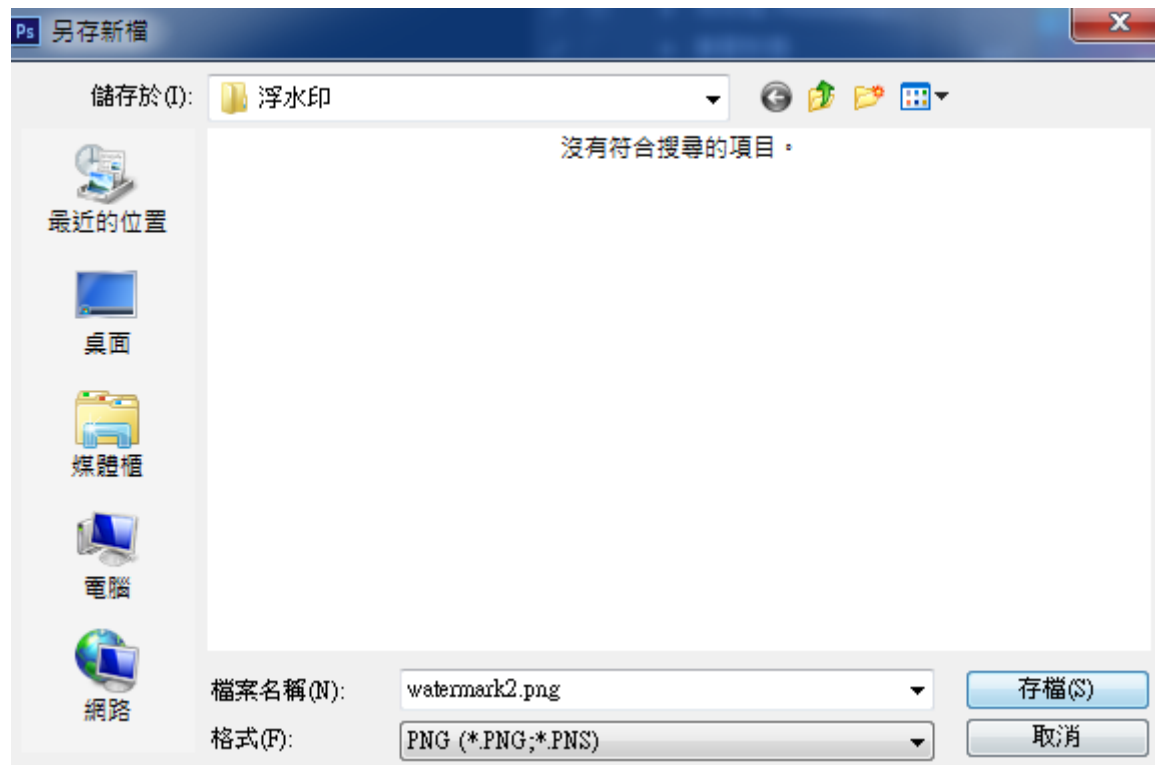 Ps 另存新檔
X
儲存於(I): 浮水印
沒有符合搜尋的項目。
最近的位置
桌面
媒體櫃
電腦
網路
檔案名稱(N): watermark2.png 存檔(S)
格式(F): PNG (*.PNG;*.PNS) 取消